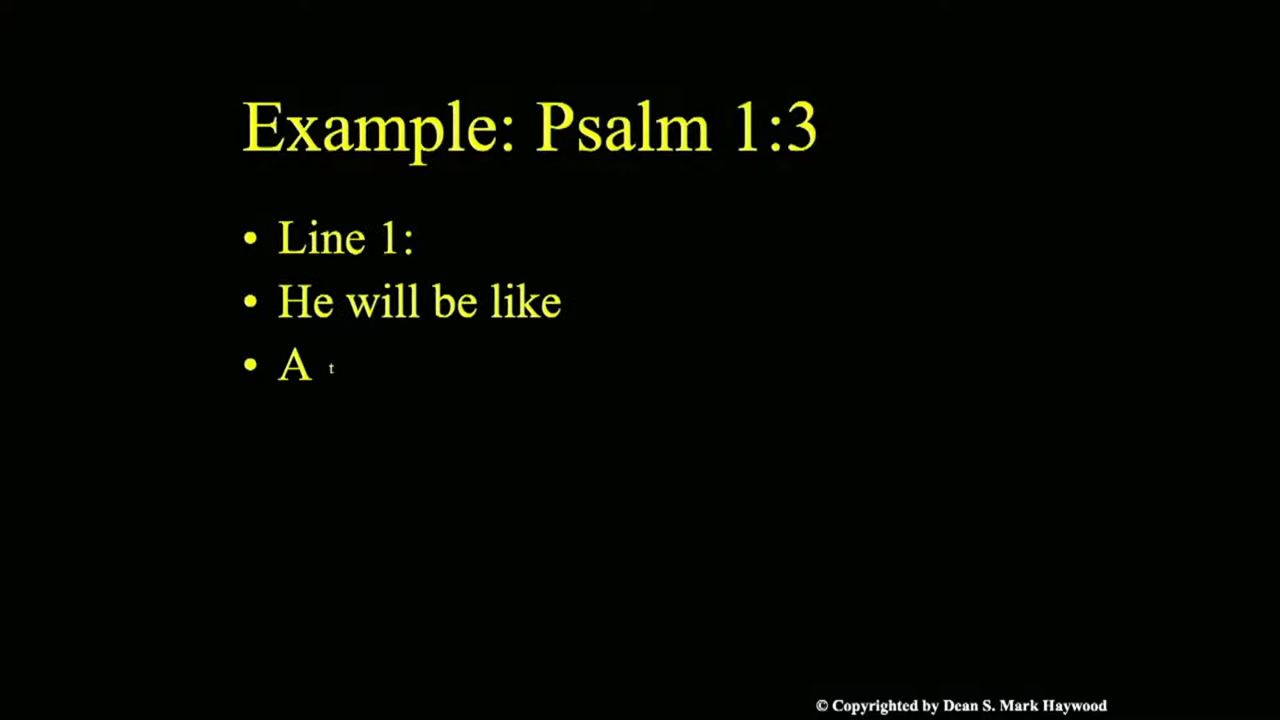 Example: Psalm 1:3
• Line 1:
• He will be like
• A t
© Copyrighted by Dean S. Mark Haywood